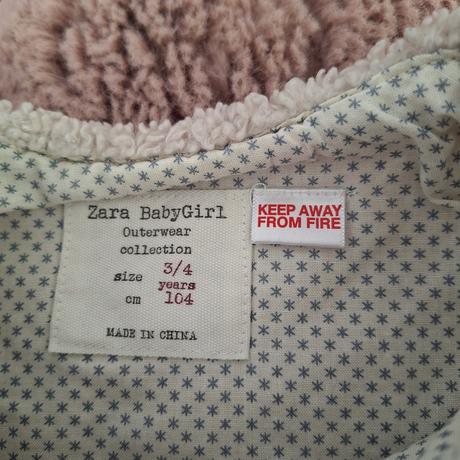 Zara BabyGirl
Outerwear
collection
size 3/4
years
cm 104
MADE IN CHINA
KEEP AWAY
FROM FIRE